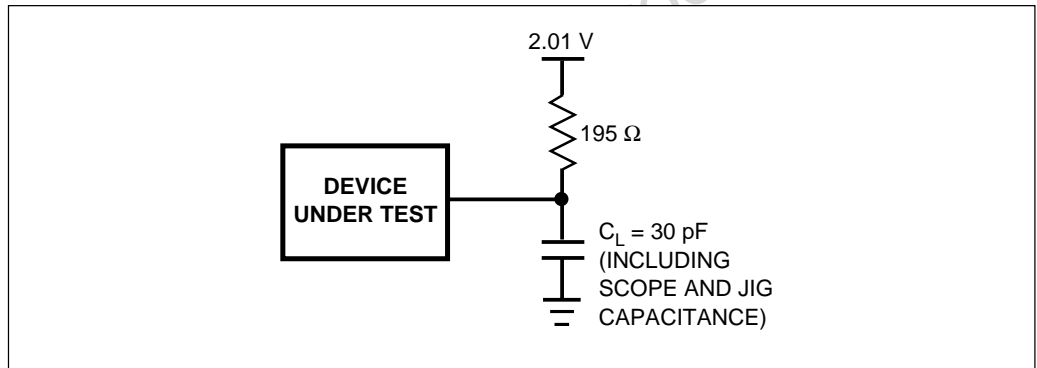 2.01 V
195 Ω
DEVICE
UNDER TEST
C_L = 30 pF
(INCLUDING
SCOPE AND JIG
CAPACITANCE)